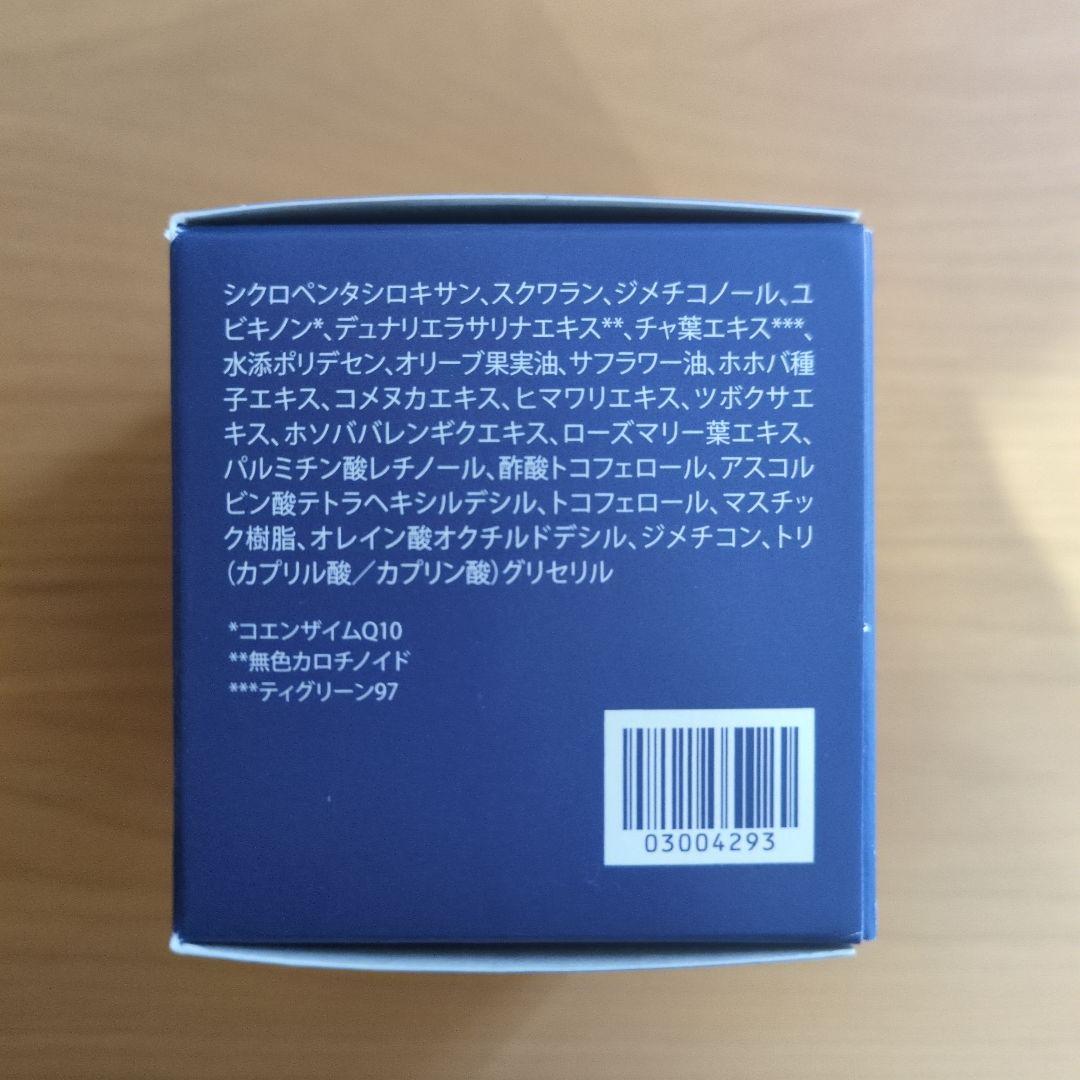 シクロペンタシロキサン、スクワラン、ジメチコノール、ユ
ビキノン*、デュナリエラサリナエキス**、チャ葉エキス***、
水添ポリデセン、オリーブ果実油、サフラワー油、ホホバ種
子エキス、コメヌカエキス、ヒマワリエキス、ツボクサエ
キス、ホソババレンギクエキス、ローズマリー葉エキス、
パルミチン酸レチノール、酢酸トコフェロール、アスコル
ビン酸テトラヘキシルデシル、トコフェロール、マスチッ
ク樹脂、オレイン酸オクチルドデシル、ジメチコン、トリ
（カプリル酸／カプリン酸）グリセリル
*コエンザイムQ10
**無色カロチノイド
***ティグリーン97
03004293